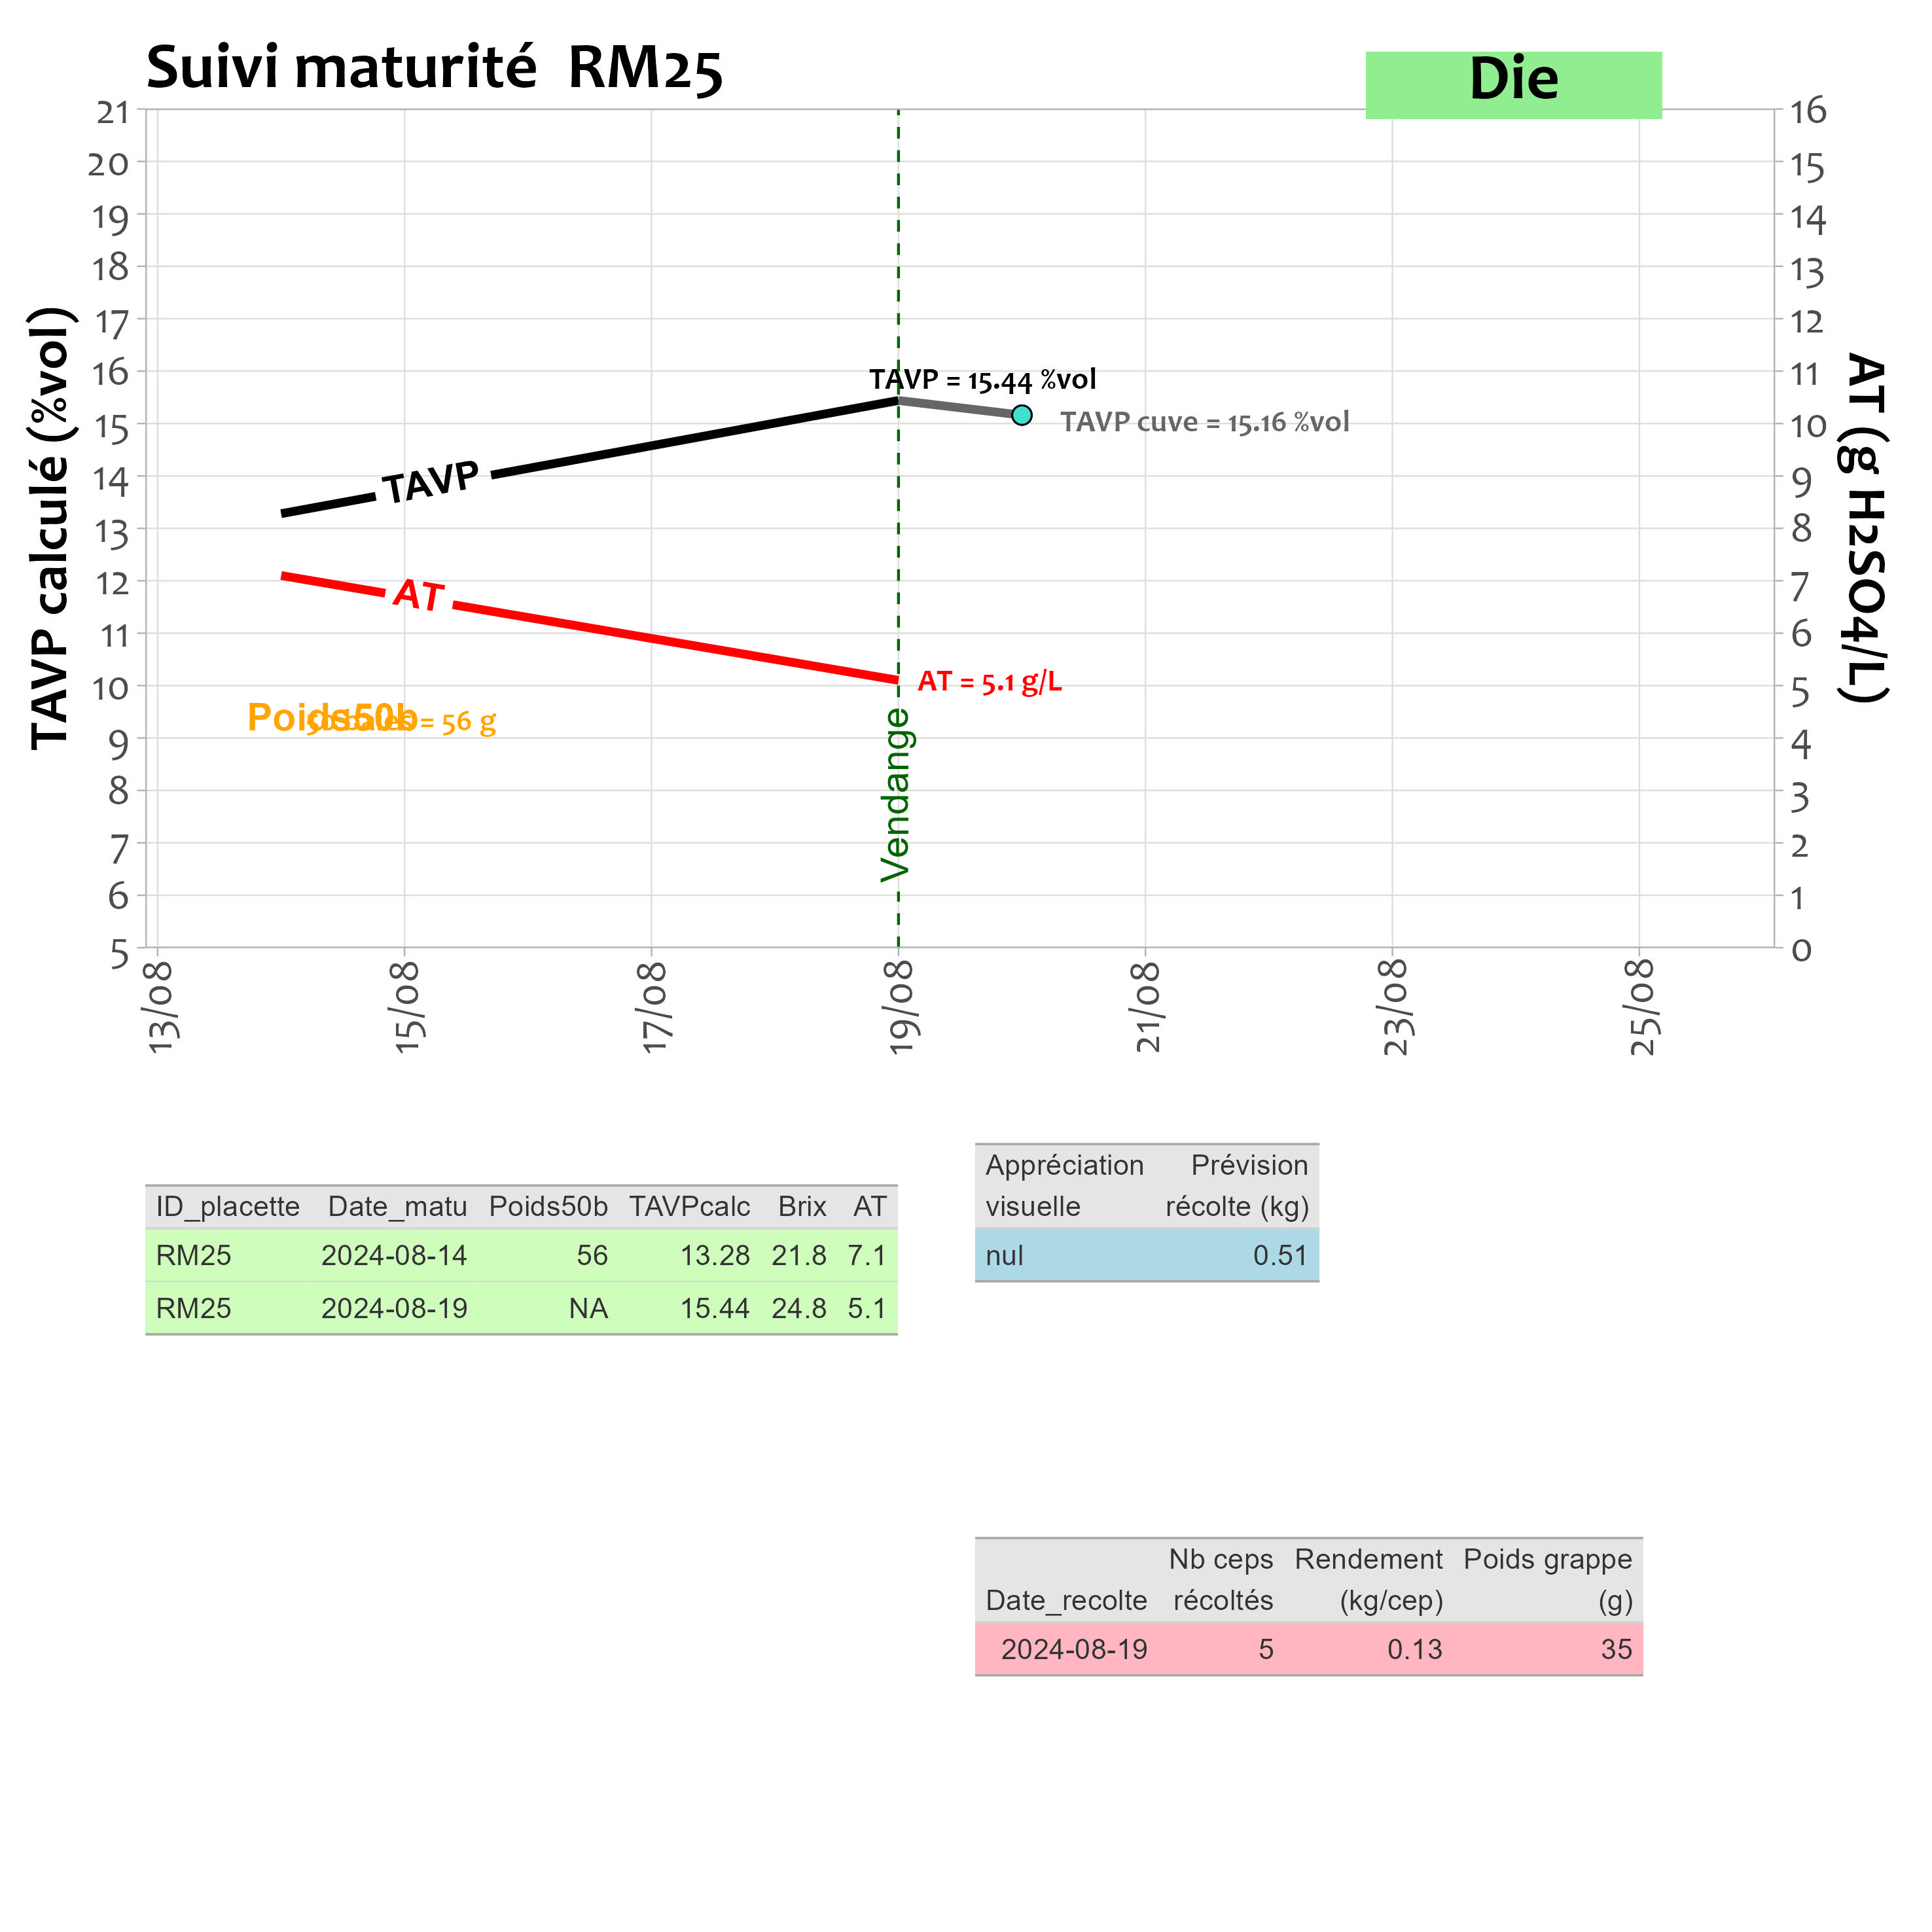 Suivi maturité RM25
Die
TAVP calculé (%vol)
21
20
19
18
17
16
15
14
13
12
11
10
9
8
7
6
5
16
15
14
13
12
11
10
9
8
7
6
5
4
3
2
1
0
AT (g H2SO4/L)
TAVP = 15.44 %vol
TAVP cuve = 15.16 %vol
TAVP
AT
AT = 5.1 g/L
Poids50b
= 56 g
Vendange
13/08
15/08
17/08
19/08
21/08
23/08
25/08
Appréciation visuelle Prévision récolte (kg)
nul 0.51
ID_placette Date_matu Poids50b TAVPcalc Brix AT
RM25 2024-08-14 56 13.28 21.8 7.1
RM25 2024-08-19 NA 15.44 24.8 5.1
Nb ceps Rendement Poids grappe
Date_recolte récoltés (kg/cep) (g)
2024-08-19 5 0.13 35